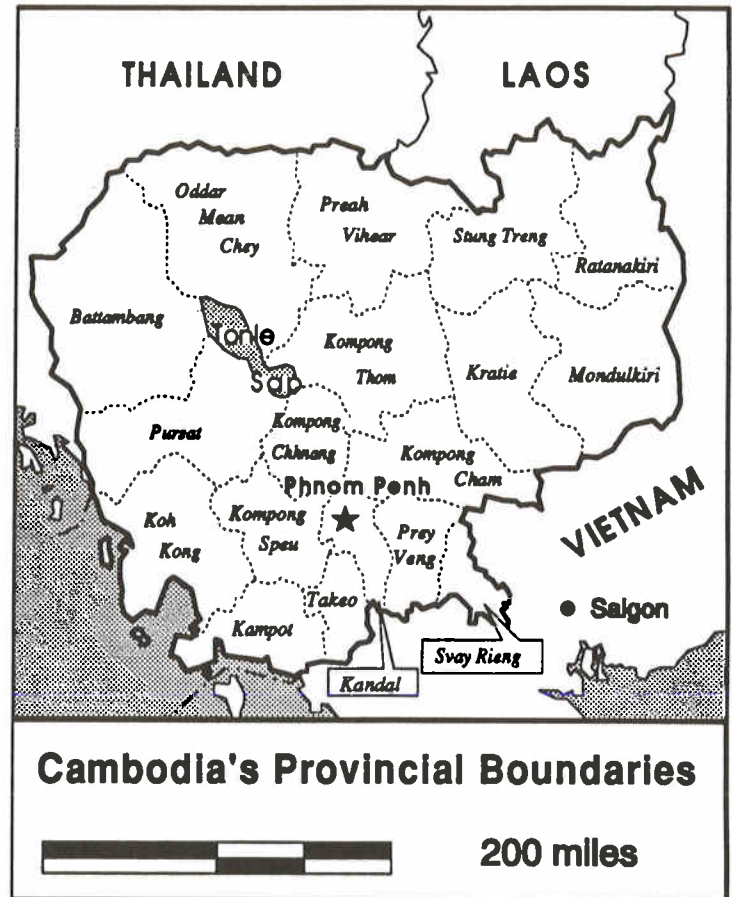 THAILAND
LAOS
Oddar
Mean
Chey
Preah
Vihear
Stung Treng
Ratanakiri
Battambang
Tonle
Sap
Kompong
Thom
Kratie
Mondulkiri
Pursat
Kompong
Chhnang
Kompong
Cham
Phnom Penh
Koh
Kong
Kompong
Speu
Prey
Veng
VIETNAM
Takeo
Saigon
Kampot
Svay Rieng
Kandal
Cambodia's Provincial Boundaries
200 miles